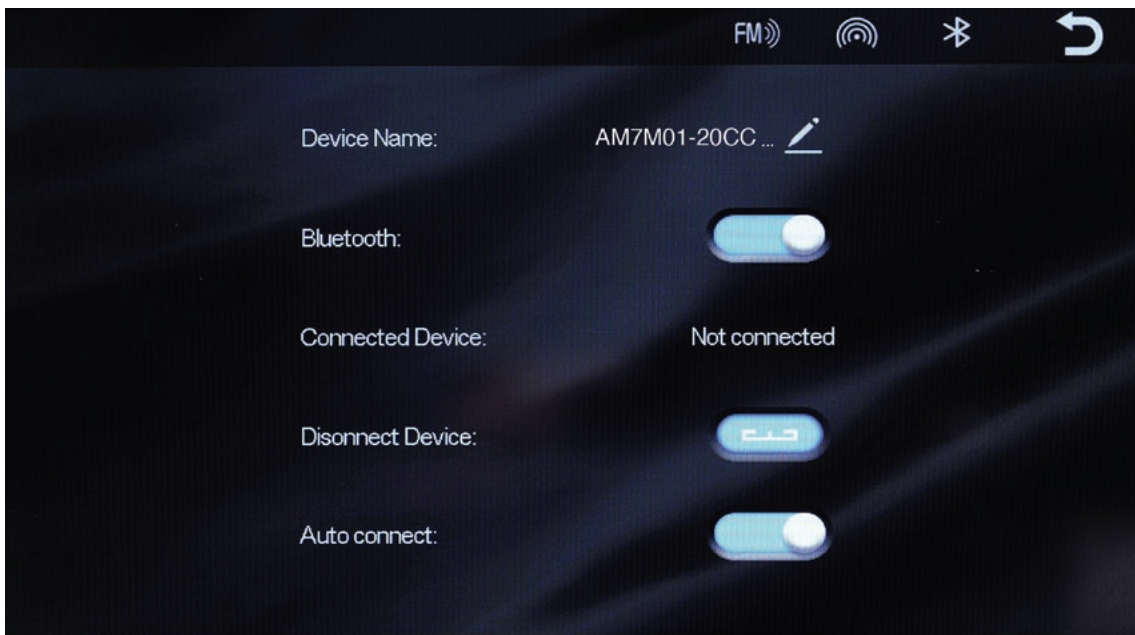 FM
Device Name: AM7M01-20CC ...
Bluetooth:
Connected Device: Not connected
Disonnect Device:
Auto connect: